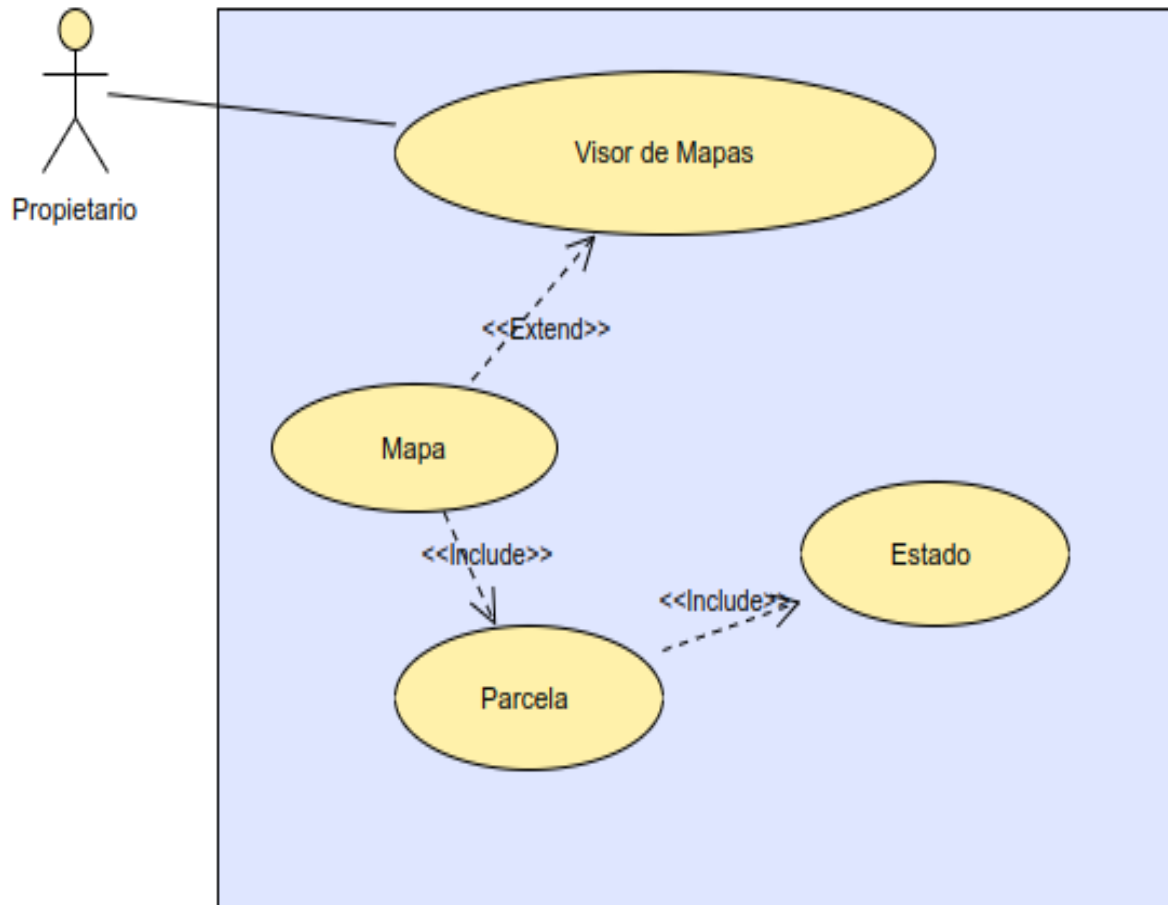 Visor de Mapas
Propietario
<<Extend>>
Mapa
<<Include>>
Estado
<<Include>>
Parcela